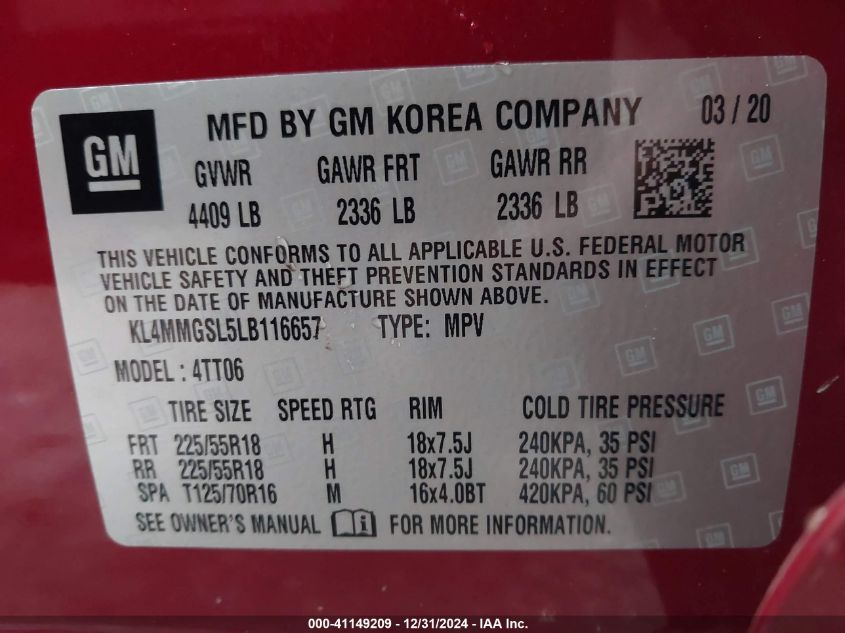 GM
MFD BY GM KOREA COMPANY 03 / 20
GVWR GAWR FRT GAWR RR
4409 LB 2336 LB 2336 LB
THIS VEHICLE CONFORMS TO ALL APPLICABLE U.S. FEDERAL MOTOR
VEHICLE SAFETY AND THEFT PREVENTION STANDARDS IN EFFECT
ON THE DATE OF MANUFACTURE SHOWN ABOVE.
KL4MMGSL5LB116657 TYPE: MPV
MODEL : 4TT06
TIRE SIZE SPEED RTG RIM COLD TIRE PRESSURE
FRT 225/55R18 H 18x7.5J 240KPA, 35 PSI
RR 225/55R18 H 18x7.5J 240KPA, 35 PSI
SPA T125/70R16 M 16x4.0BT 420KPA, 60 PSI
SEE OWNER'S MANUAL FOR MORE INFORMATION.
000-41149209 - 12/31/2024 - IAA Inc.